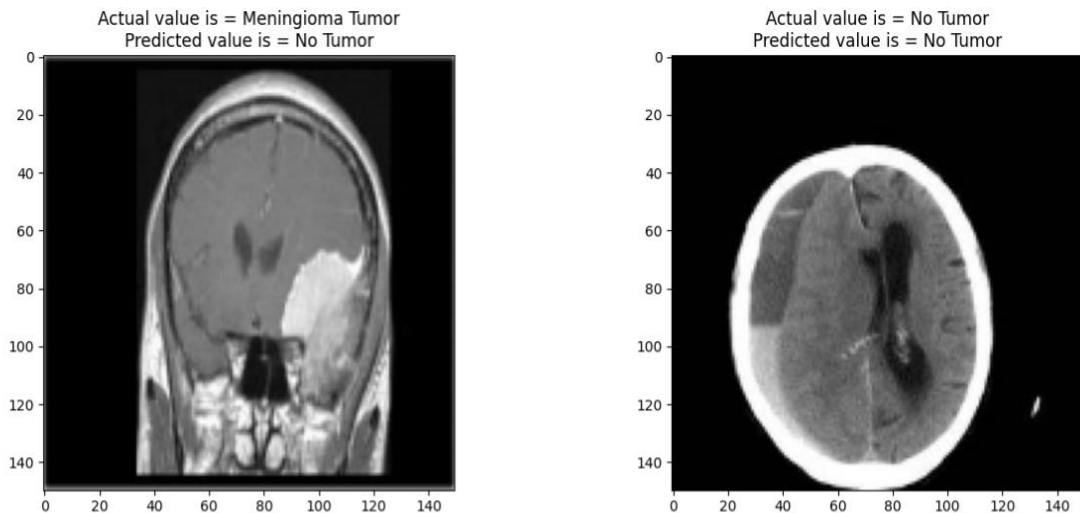 Actual value is = Meningioma Tumor
Predicted value is = No Tumor
0
20
40
60
80
100
120
140
0 20 40 60 80 100 120 140
Actual value is = No Tumor
Predicted value is = No Tumor
0
20
40
60
80
100
120
140
0 20 40 60 80 100 120 140